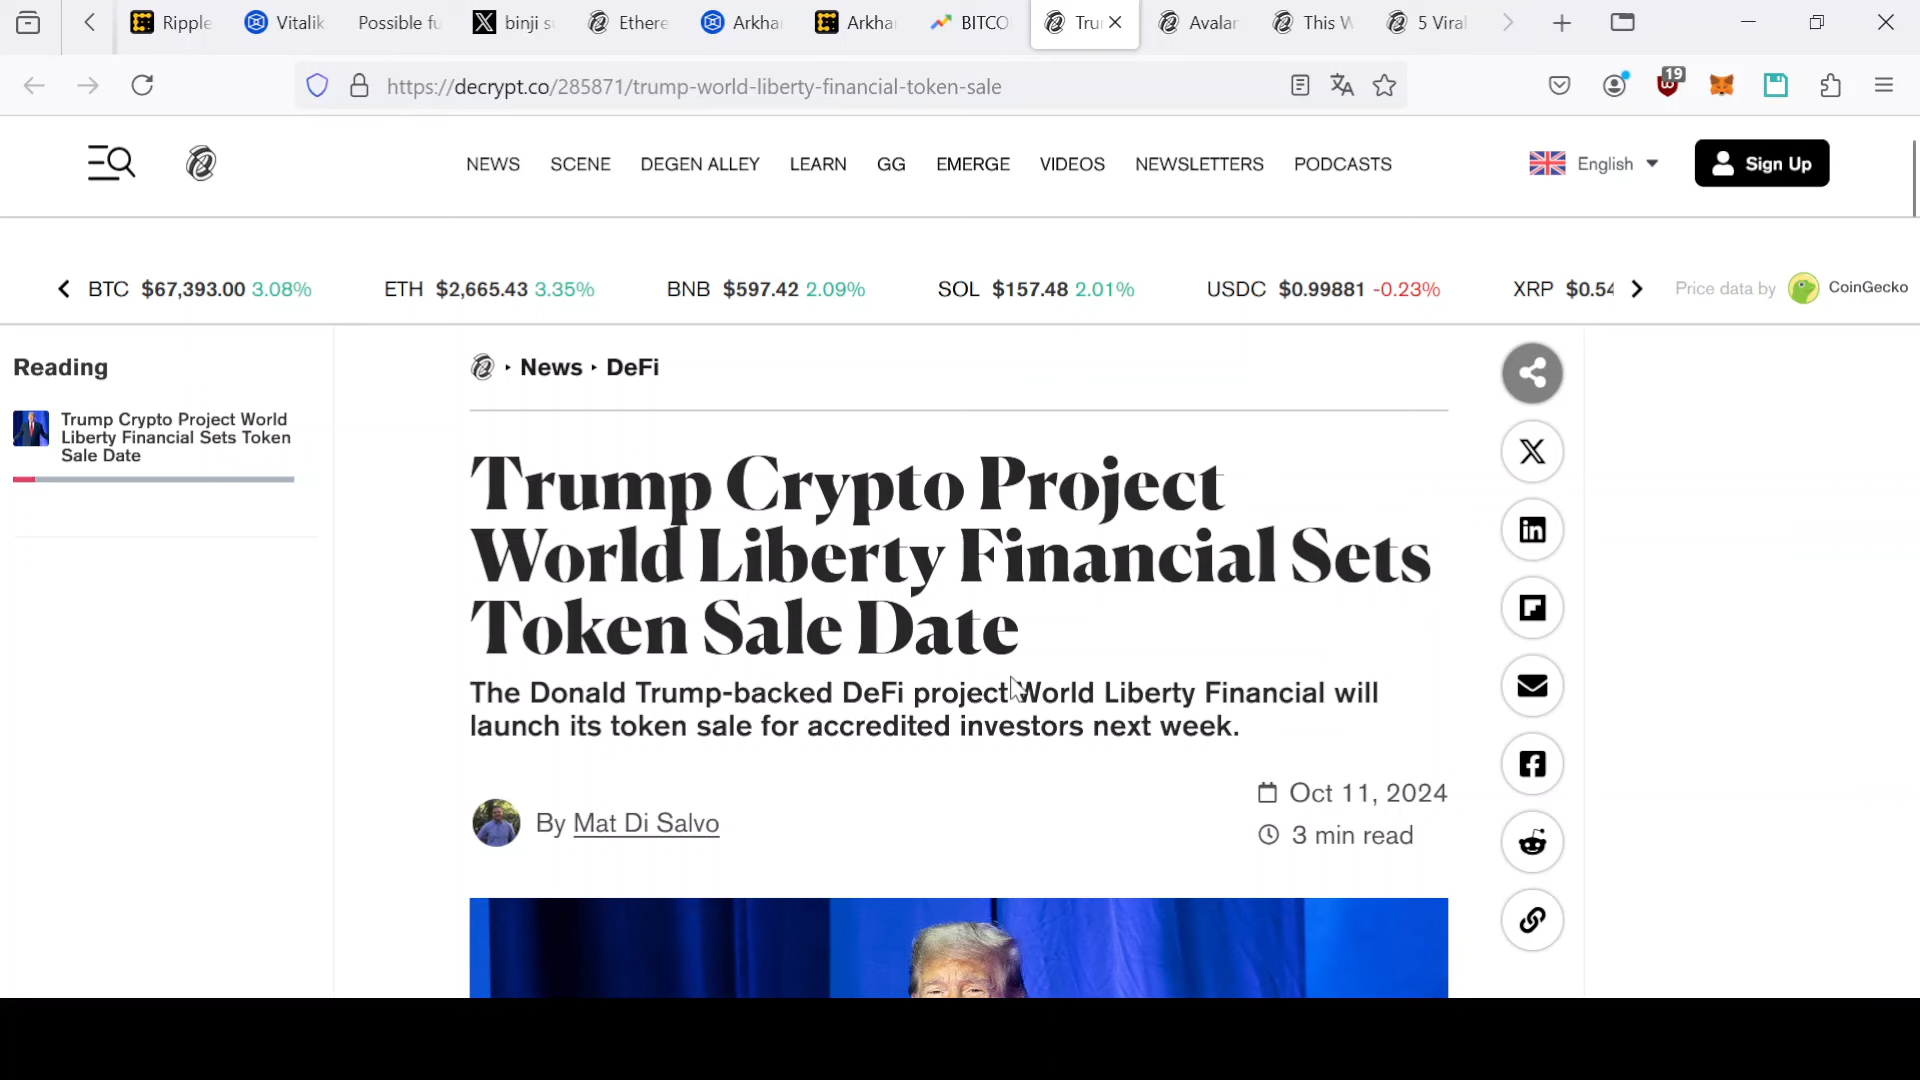 Ripple
Vitalik
Possible fu
binji s
Ethere
Arkha
Arkha
BITCO
Tru
Avalar
This W
5 Viral
https://decrypt.co/285871/trump-world-liberty-financial-token-sale
19
NEWS
SCENE
DEGEN ALLEY
LEARN
GG
EMERGE
VIDEOS
NEWSLETTERS
PODCASTS
English
Sign Up
BTC $67,393.00 3.08%
ETH $2,665.43 3.35%
BNB $597.42 2.09%
SOL $157.48 2.01%
USDC $0.99881 -0.23%
XRP $0.54
Price data by
CoinGecko
Reading
Trump Crypto Project World
Liberty Financial Sets Token
Sale Date
News
DeFi
Trump Crypto Project
World Liberty Financial Sets
Token Sale Date
The Donald Trump-backed DeFi project World Liberty Financial will
launch its token sale for accredited investors next week.
By Mat Di Salvo
Oct 11, 2024
3 min read